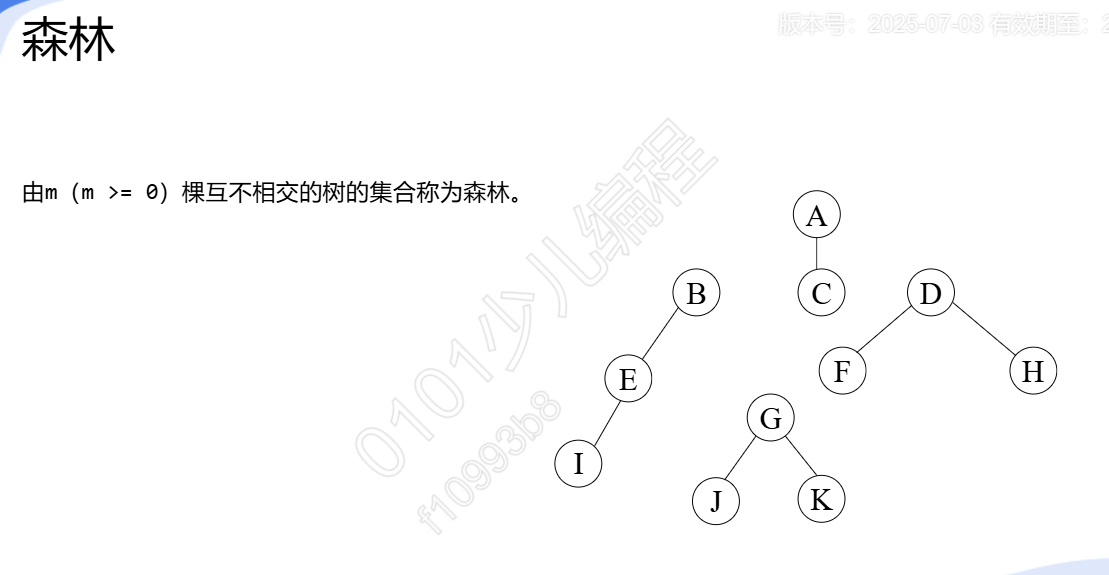 森林
版本号：2025-07-03 有效期至：2
由m（m >= 0）棵互不相交的树的集合称为森林。
A
B
C
D
E
F
H
G
I
J
K
0101少儿编程
f10993b8